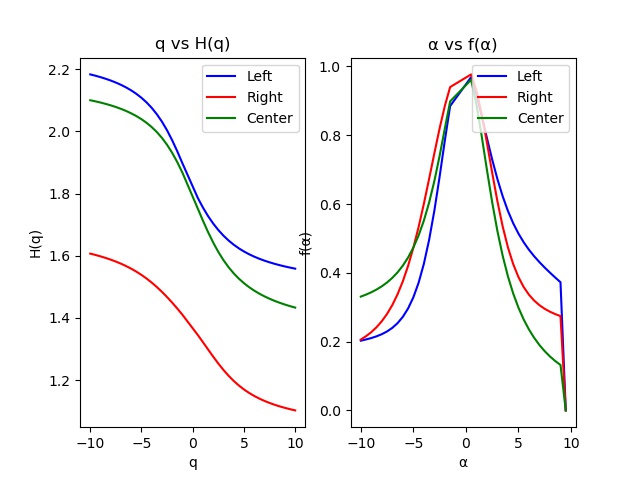 q vs H(q)
H(q)
2.2
2.0
1.8
1.6
1.4
1.2
−10
−5
0
5
10
q
Left
Right
Center
α vs f(α)
f(α)
1.0
0.8
0.6
0.4
0.2
0.0
−10
−5
0
5
10
α
Left
Right
Center